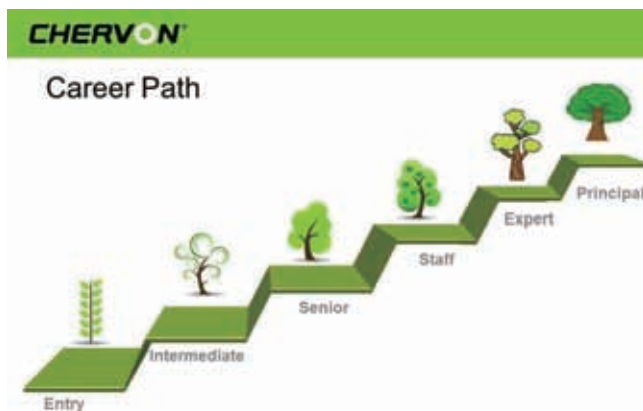 CHERVON
Career Path
Principal
Expert
Staff
Senior
Intermediate
Entry